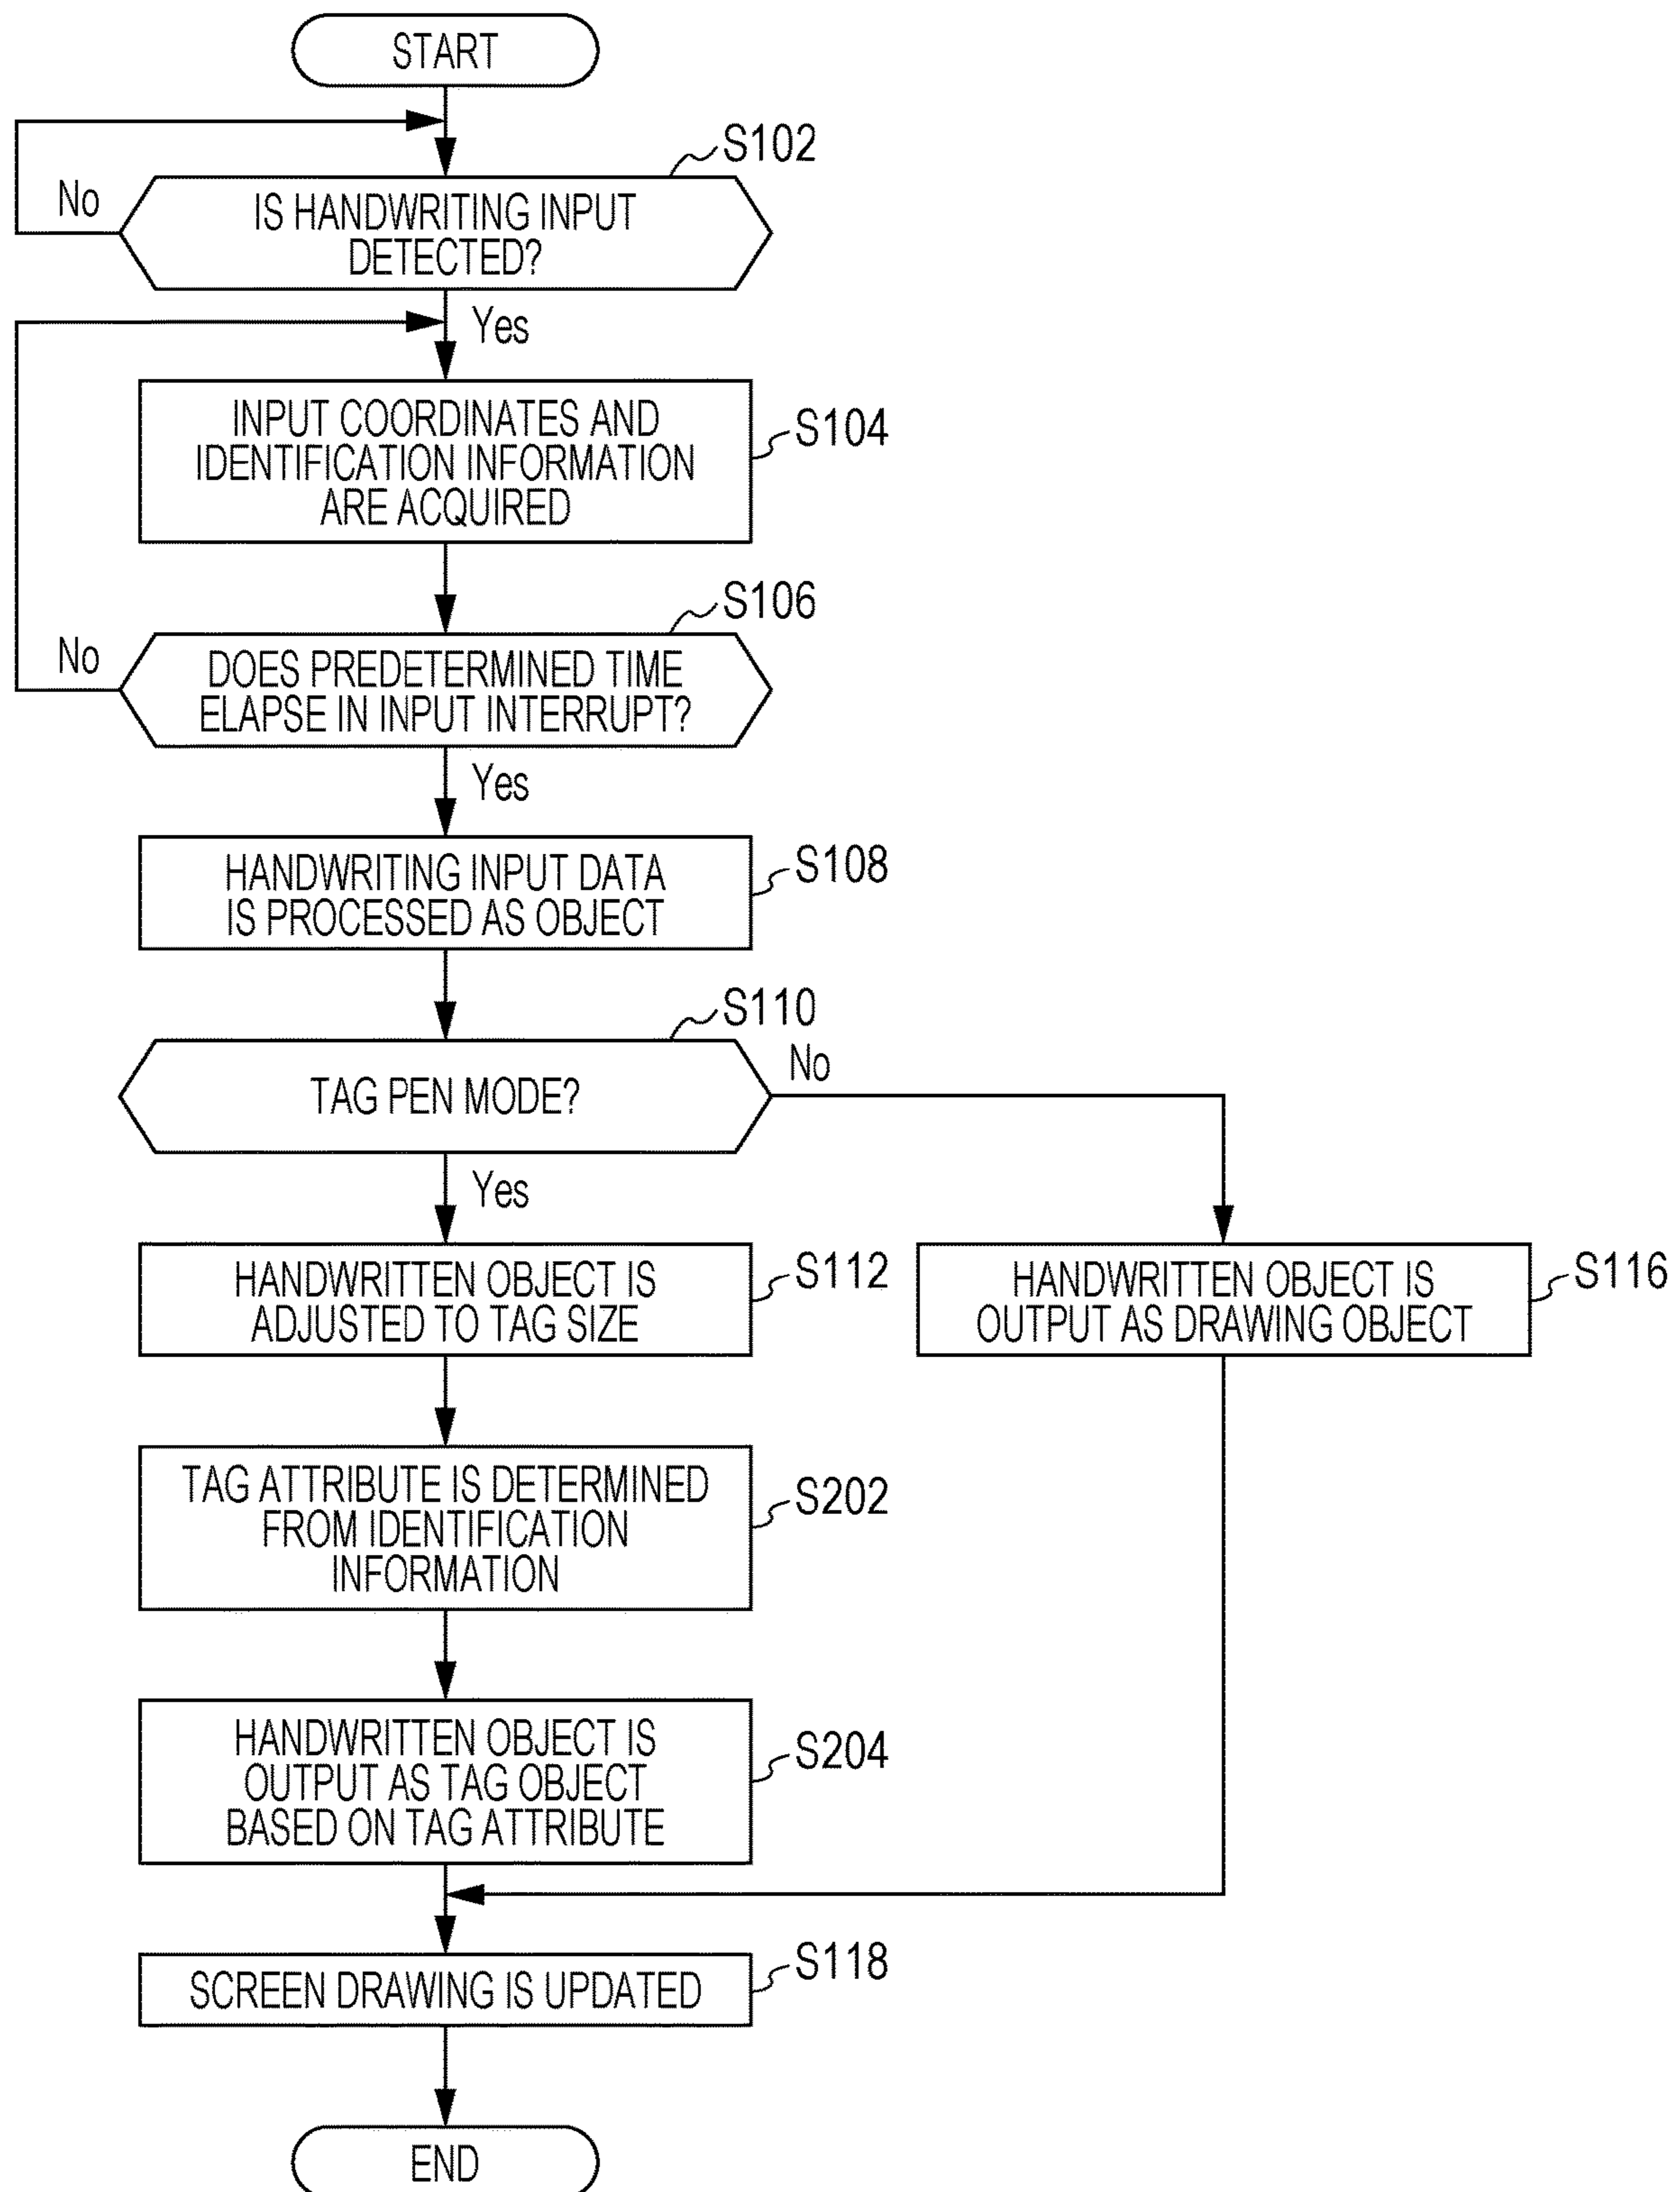 START
S102
No
IS HANDWRITING INPUT
DETECTED?
Yes
INPUT COORDINATES AND
IDENTIFICATION INFORMATION
ARE ACQUIRED
S104
S106
No
DOES PREDETERMINED TIME
ELAPSE IN INPUT INTERRUPT?
Yes
HANDWRITING INPUT DATA
IS PROCESSED AS OBJECT
S108
S110
TAG PEN MODE?
No
Yes
HANDWRITTEN OBJECT IS
ADJUSTED TO TAG SIZE
S112
HANDWRITTEN OBJECT IS
OUTPUT AS DRAWING OBJECT
S116
TAG ATTRIBUTE IS DETERMINED
FROM IDENTIFICATION
INFORMATION
S202
HANDWRITTEN OBJECT IS
OUTPUT AS TAG OBJECT
BASED ON TAG ATTRIBUTE
S204
SCREEN DRAWING IS UPDATED
S118
END